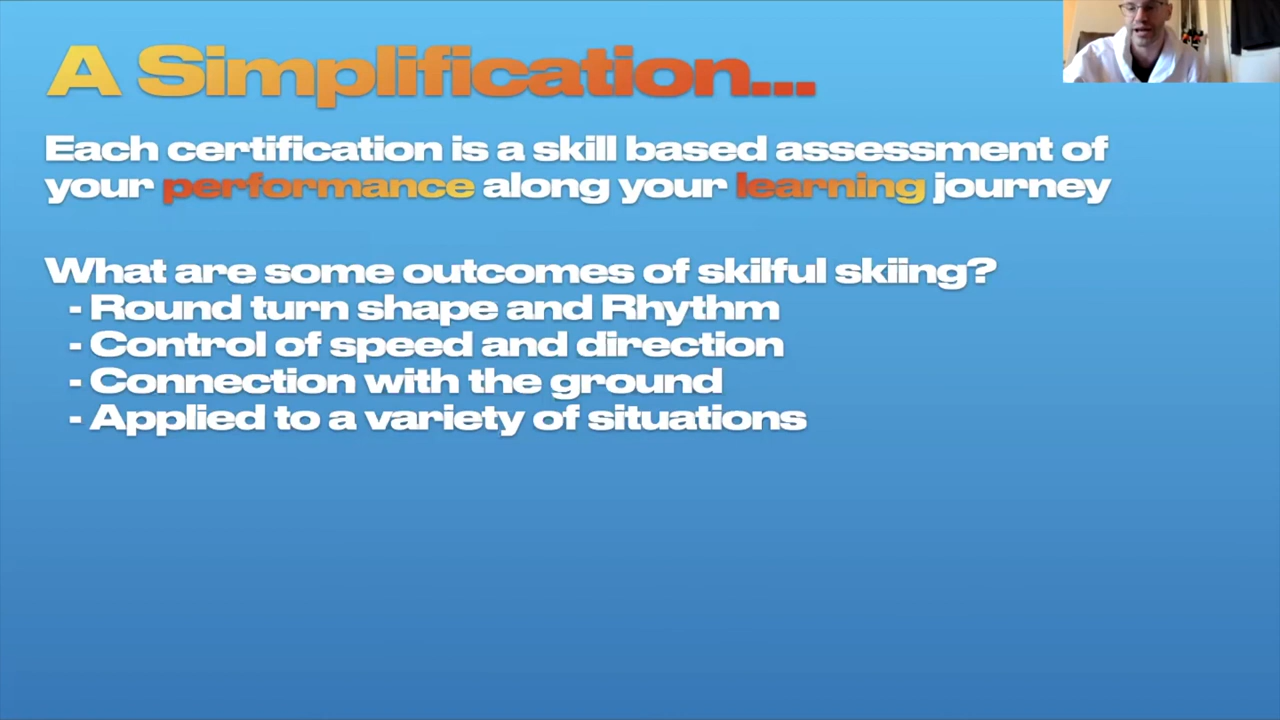 A Simplification...
Each certification is a skill based assessment of
your performance along your learning journey
What are some outcomes of skilful skiing?
- Round turn shape and Rhythm
- Control of speed and direction
- Connection with the ground
- Applied to a variety of situations